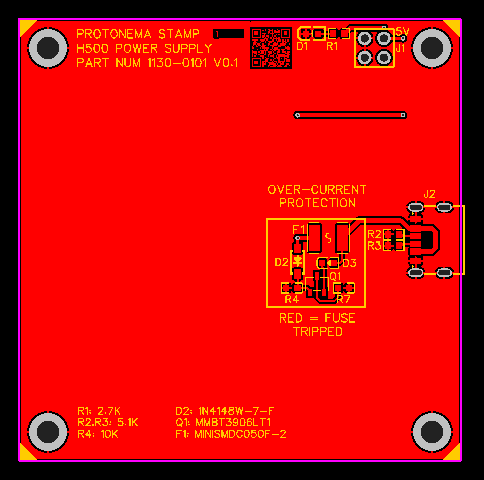 PROTONEMA STAMP
H500 POWER SUPPLY
PART NUM 1130-0101 V0.1
D1
R1
5V
J1
J2
OVER-CURRENT
PROTECTION
F1
R2
R3
D2
D3
Q1
R4
R7
RED = FUSE
TRIPPED
R1: 2.7K
R2,R3: 5.1K
R4: 10K
D2: 1N4148W-7-F
Q1: MMBT3906LT1
F1: MINISMDC050F-2